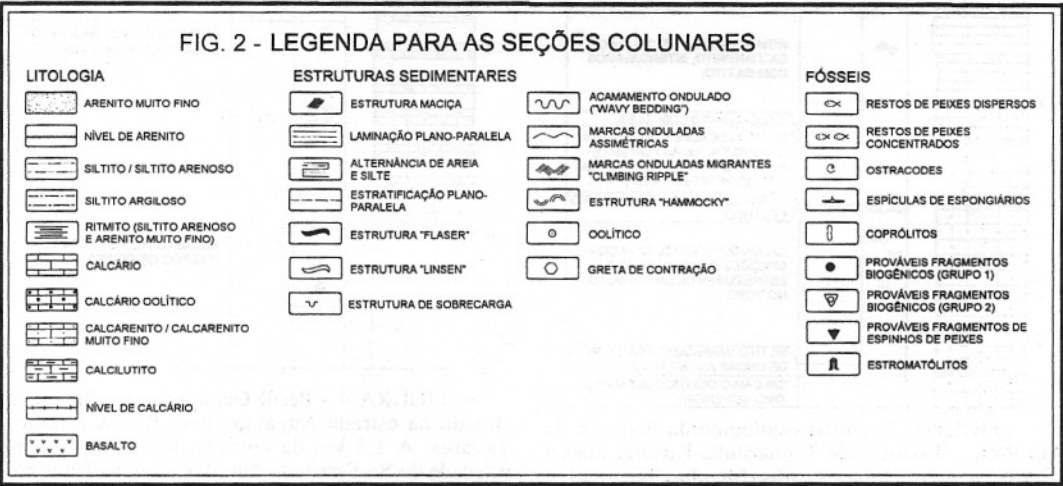 FIG. 2 - LEGENDA PARA AS SEÇÕES COLUNARES
LITOLOGIA
ARENITO MUITO FINO
NÍVEL DE ARENITO
SILTITO / SILTITO ARENOSO
SILTITO ARGILOSO
RITMITO (SILTITO ARENOSO
E ARENITO MUITO FINO)
CALCÁRIO
CALCÁRIO OOLÍTICO
CALCARENITO / CALCARENITO
MUITO FINO
CALCILUTITO
NÍVEL DE CALCÁRIO
BASALTO
ESTRUTURAS SEDIMENTARES
ESTRUTURA MACIÇA
LAMINAÇÃO PLANO-PARALELA
ALTERNÂNCIA DE AREIA
E SILTE
ESTRATIFICAÇÃO PLANO-
PARALELA
ESTRUTURA "FLASER"
ESTRUTURA "LINSEN"
ESTRUTURA DE SOBRECARGA
ACAMAMENTO ONDULADO
("WAVY BEDDING")
MARCAS ONDULADAS
ASSIMÉTRICAS
MARCAS ONDULADAS MIGRANTES
"CLIMBING RIPPLE"
ESTRUTURA "HAMMOCKY"
OOLÍTICO
GRETA DE CONTRAÇÃO
FÓSSEIS
RESTOS DE PEIXES DISPERSOS
RESTOS DE PEIXES
CONCENTRADOS
OSTRACODES
ESPÍCULAS DE ESPONGIÁRIOS
COPRÓLITOS
PROVÁVEIS FRAGMENTOS
BIOGÊNICOS (GRUPO 1)
PROVÁVEIS FRAGMENTOS
BIOGÊNICOS (GRUPO 2)
PROVÁVEIS FRAGMENTOS DE
ESPINHOS DE PEIXES
ESTROMATÓLITOS